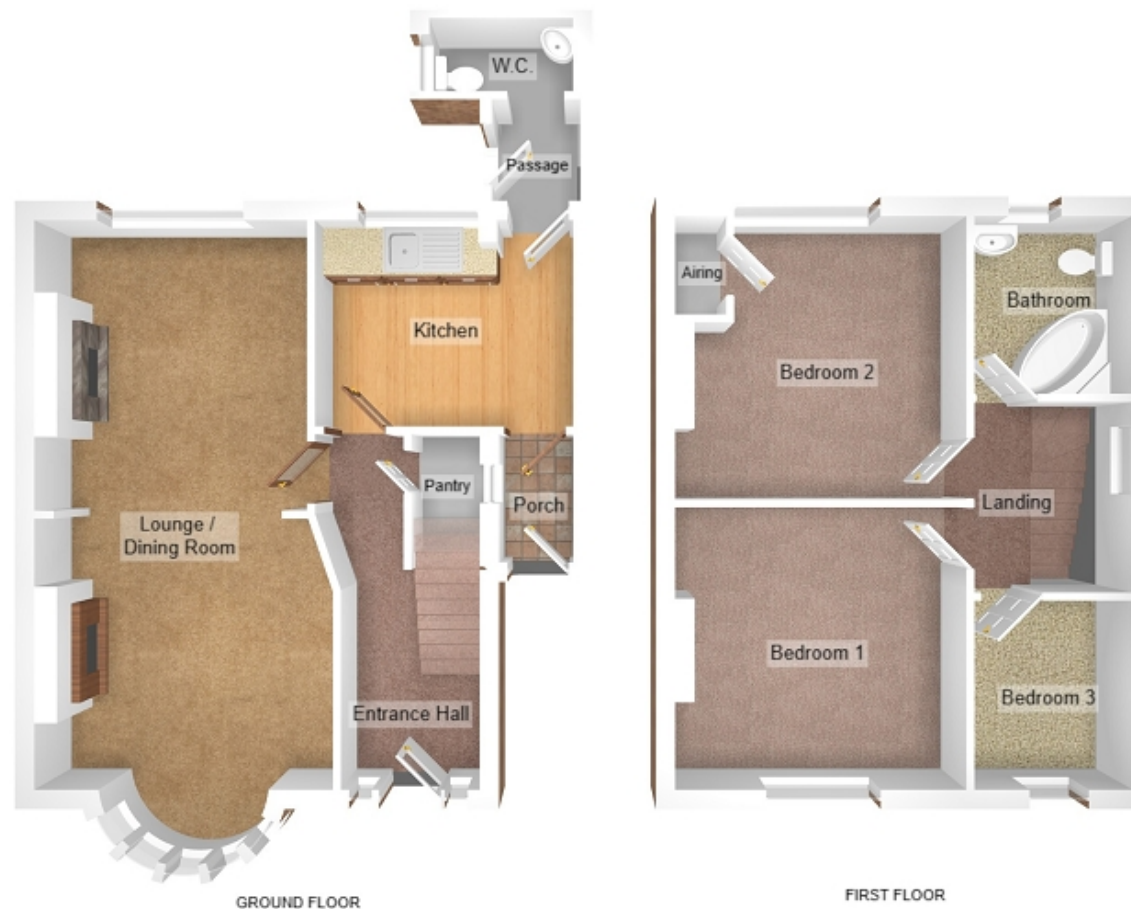 W.C.
Passage
Kitchen
Pantry
Porch
Lounge /
Dining Room
Entrance Hall
GROUND FLOOR
Airing
Bathroom
Bedroom 2
Landing
Bedroom 1
Bedroom 3
FIRST FLOOR